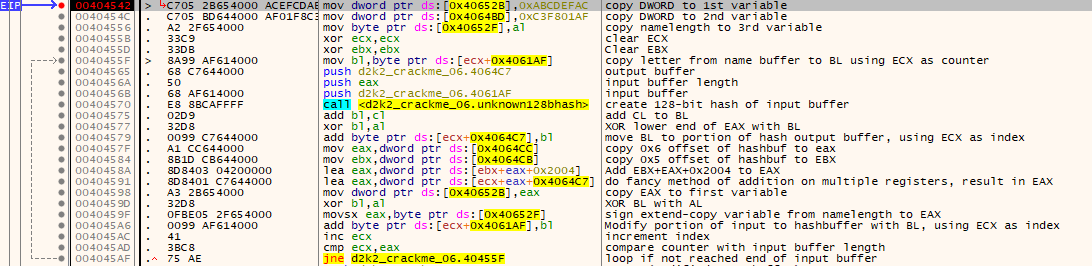 EIP 00404542 > C705 2B654000 ACEFCDAB mov dword ptr ds:[0x40652B],0xABCDEFAC copy DWORD to 1st variable
0040454C . C705 BD644000 AF01F8C3 mov dword ptr ds:[0x4064BD],0xC3F801AF copy DWORD to 2nd variable
00404556 . A2 2F654000 mov byte ptr ds:[0x40652F],al copy namelength to 3rd variable
0040455B . 33C9 xor ecx,ecx Clear ECX
0040455D . 33DB xor ebx,ebx Clear EBX
0040455F > 8A99 AF614000 mov bl,byte ptr ds:[ecx+0x4061AF] copy letter from name buffer to BL using ECX as counter
00404565 . 68 C7644000 push d2k2_crackme_06.4064C7 output buffer
0040456A . 50 push eax input buffer length
0040456B . 68 AF614000 push d2k2_crackme_06.4061AF input buffer
00404570 . E8 8BCAFFFF call <d2k2_crackme_06.unknown128bhash> create 128-bit hash of input buffer
00404575 . 02D9 add bl,cl add CL to BL
00404577 . 32D8 xor bl,al XOR lower end of EAX with BL
00404579 . 0099 C7644000 add byte ptr ds:[ecx+0x4064C7],bl move BL to portion of hash output buffer, using ECX as index
0040457F . A1 CC644000 mov eax,dword ptr ds:[0x4064CC] copy 0x6 offset of hashbuf to eax
00404584 . 8B1D CB644000 mov ebx,dword ptr ds:[0x4064CB] copy 0x5 offset of hashbuf to EBX
0040458A . 8D8403 04200000 lea eax,dword ptr ds:[ebx+eax+0x2004] Add EBX+EAX+0x2004 to EAX
00404591 . 8D8401 C7644000 lea eax,dword ptr ds:[ecx+eax+0x4064C7] do fancy method of addition on multiple registers, result in EAX
00404598 . A3 2B654000 mov dword ptr ds:[0x40652B],eax copy EAX to first variable
0040459D . 32D8 xor bl,al XOR BL with AL
0040459F . 0FBE05 2F654000 movsx eax,byte ptr ds:[0x40652F] sign extend-copy variable from namelength to EAX
004045A6 . 0099 AF614000 add byte ptr ds:[ecx+0x4061AF],bl Modify portion of input to hashbuffer with BL, using ECX as index
004045AC . 41 inc ecx increment index
004045AD . 3BC8 cmp ecx,eax compare counter with input buffer length
004045AF .^ 75 AE jne d2k2_crackme_06.40455F loop if not reached end of input buffer